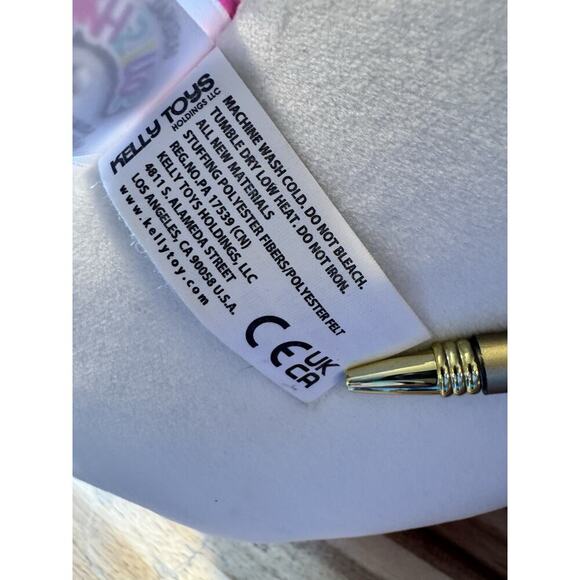 KELLY TOYS
HOLDINGS LLC
MACHINE WASH COLD. DO NOT BLEACH.
TUMBLE DRY LOW HEAT. DO NOT IRON.
ALL NEW MATERIALS
STUFFING POLYESTER FIBERS/POLYESTER FELT
REG.NO.PA 17539 (CN)
KELLY TOYS HOLDINGS, LLC
4811 S. ALAMEDA STREET
LOS ANGELES, CA 90058 U.S.A.
www.kellytoy.com
CE
UK
CA